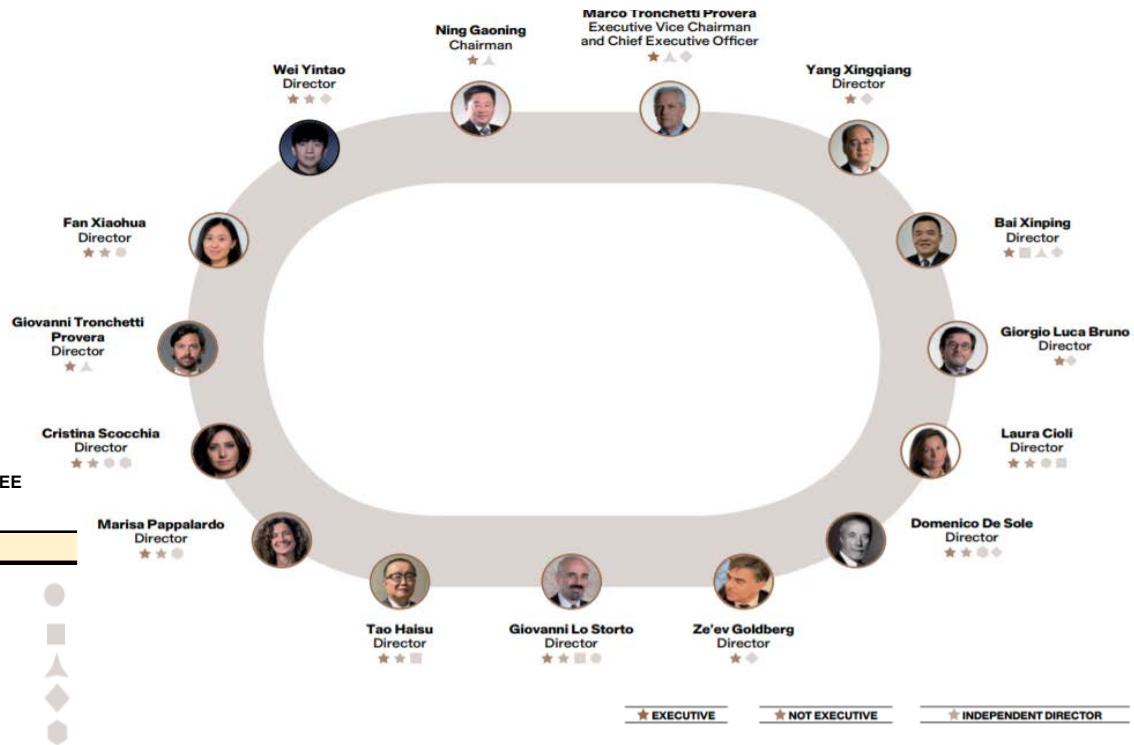 Marco Tronchetti Provera
Executive Vice Chairman
and Chief Executive Officer
Ning Gaoning
Chairman
Wei Yintao
Director
Yang Xingqiang
Director
Fan Xiaohua
Director
Bai Xinping
Director
Giovanni Tronchetti
Provera
Director
Giorgio Luca Bruno
Director
Cristina Scocchia
Director
Laura Cioli
Director
EE
Marisa Pappalardo
Director
Domenico De Sole
Director
Tao Haisu
Director
Giovanni Lo Storto
Director
Ze'ev Goldberg
Director
EXECUTIVE
NOT EXECUTIVE
INDEPENDENT DIRECTOR